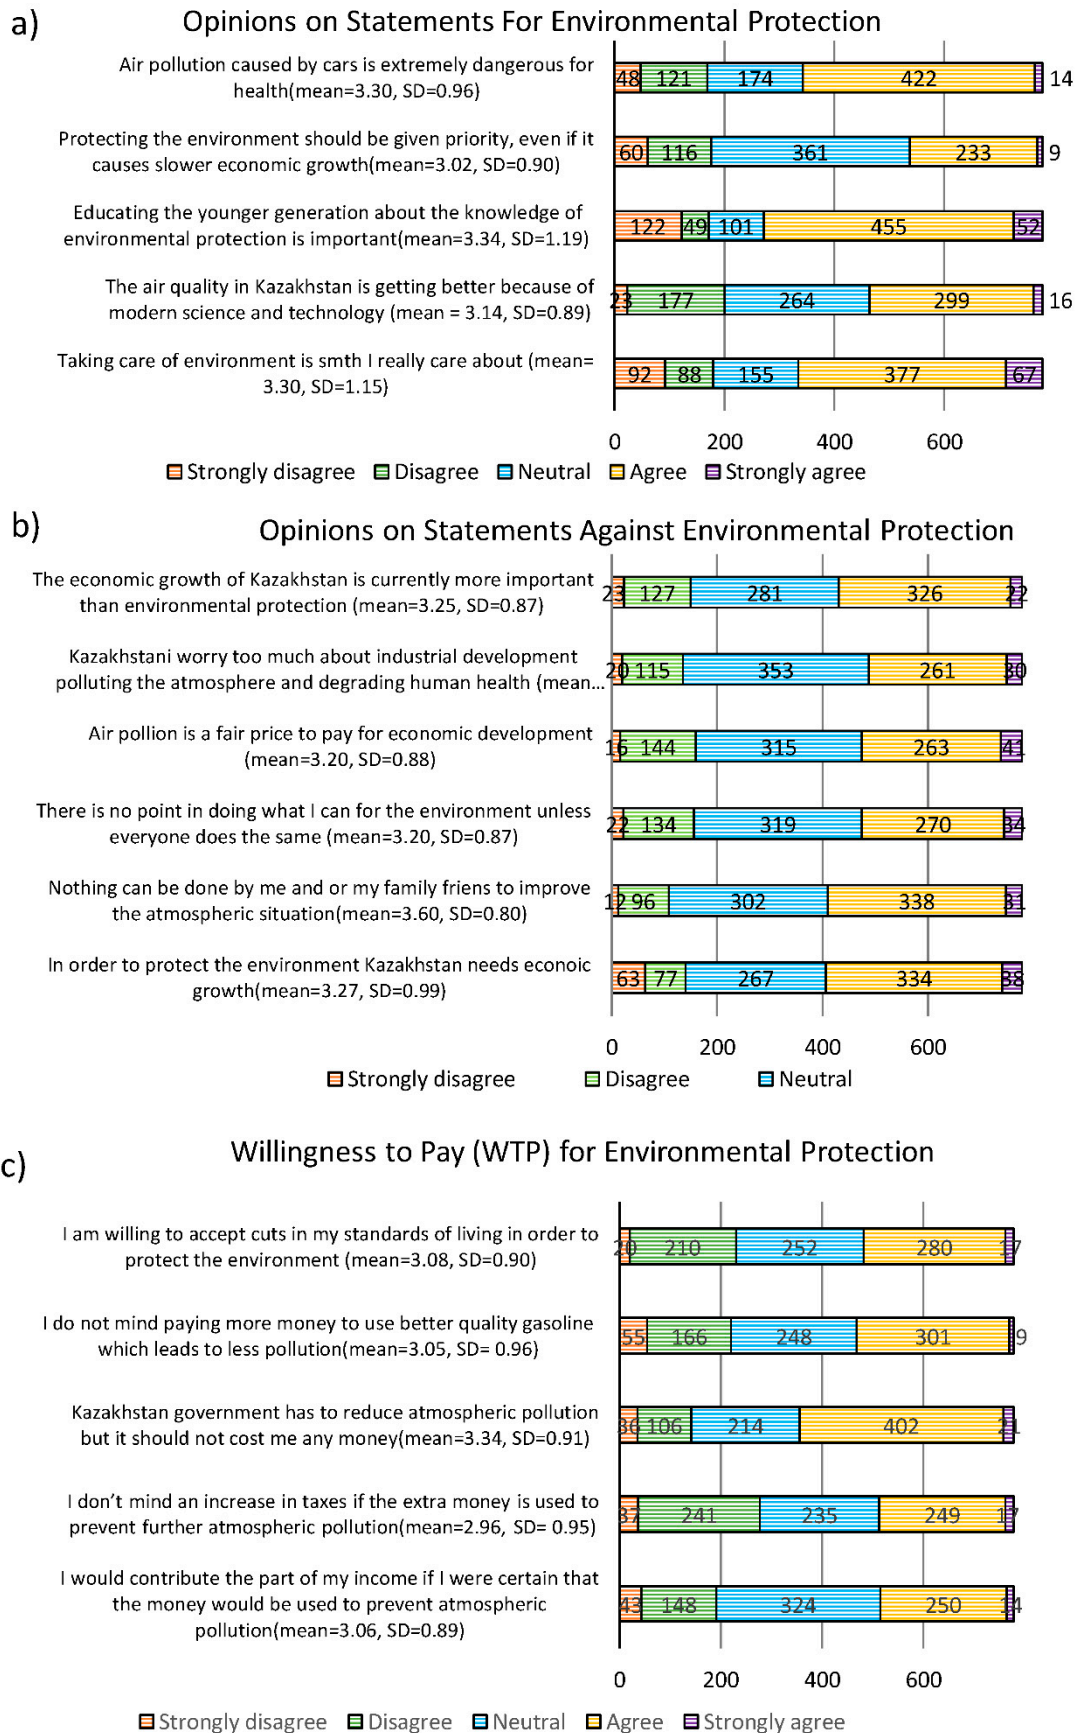 a)
Opinions on Statements For Environmental Protection
Air pollution caused by cars is extremely dangerous for
health(mean=3.30, SD=0.96)
48 121 174 422 14
Protecting the environment should be given priority, even if it
causes slower economic growth(mean=3.02, SD=0.90)
60 116 361 233 9
Educating the younger generation about the knowledge of
environmental protection is important(mean=3.34, SD=1.19)
122 49 101 455 52
The air quality in Kazakhstan is getting better because of
modern science and technology (mean = 3.14, SD=0.89)
23 177 264 299 16
Taking care of environment is smth I really care about (mean=
3.30, SD=1.15)
92 88 155 377 67
0 200 400 600
Strongly disagree Disagree Neutral Agree Strongly agree
b)
Opinions on Statements Against Environmental Protection
The economic growth of Kazakhstan is currently more important
than environmental protection (mean=3.25, SD=0.87)
23 127 281 326 22
Kazakhstani worry too much about industrial development
polluting the atmosphere and degrading human health (mean...
20 115 353 261 30
Air pollion is a fair price to pay for economic development
(mean=3.20, SD=0.88)
16 144 315 263 41
There is no point in doing what I can for the environment unless
everyone does the same (mean=3.20, SD=0.87)
22 134 319 270 34
Nothing can be done by me and or my family friens to improve
the atmospheric situation(mean=3.60, SD=0.80)
12 96 302 338 31
In order to protect the environment Kazakhstan needs econoic
growth(mean=3.27, SD=0.99)
63 77 267 334 38
0 200 400 600
Strongly disagree Disagree Neutral
c)
Willingness to Pay (WTP) for Environmental Protection
I am willing to accept cuts in my standards of living in order to
protect the environment (mean=3.08, SD=0.90)
20 210 252 280 17
I do not mind paying more money to use better quality gasoline
which leads to less pollution(mean=3.05, SD= 0.96)
55 166 248 301 9
Kazakhstan government has to reduce atmospheric pollution
but it should not cost me any money(mean=3.34, SD=0.91)
36 106 214 402 21
I don't mind an increase in taxes if the extra money is used to
prevent further atmospheric pollution(mean=2.96, SD= 0.95)
37 241 235 249 17
I would contribute the part of my income if I were certain that
the money would be used to prevent atmospheric
pollution(mean=3.06, SD=0.89)
43 148 324 250 14
0 200 400 600
Strongly disagree Disagree Neutral Agree Strongly agree